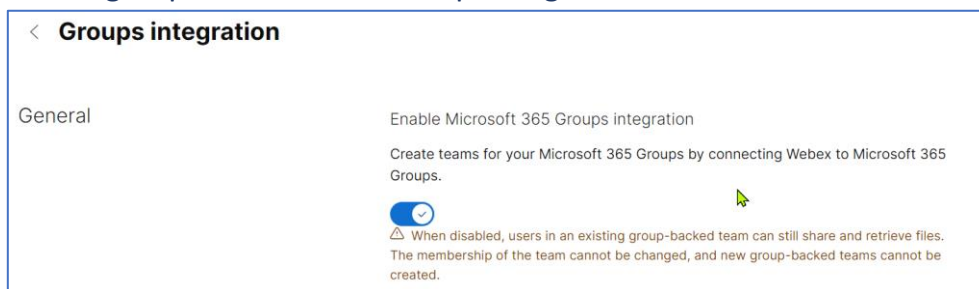 Groups integration
General
Enable Microsoft 365 Groups integration
Create teams for your Microsoft 365 Groups by connecting Webex to Microsoft 365
Groups.
When disabled, users in an existing group-backed team can still share and retrieve files.
The membership of the team cannot be changed, and new group-backed teams cannot be
created.